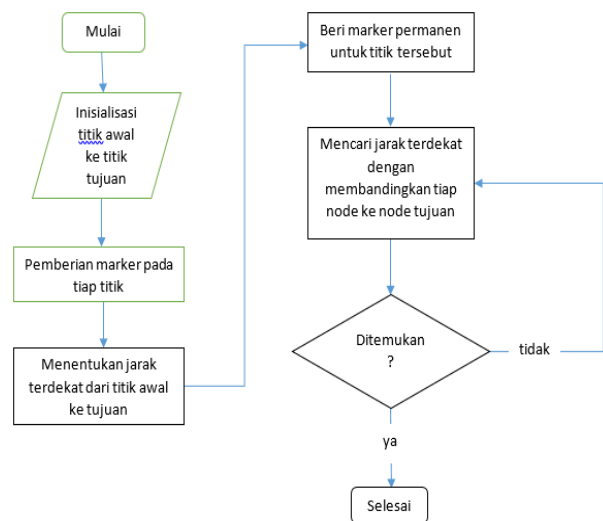 Mulai
Inisialisasi
titik awal
ke titik
tujuan
Pemberian marker pada
tiap titik
Menentukan jarak
terdekat dari titik awal
ke tujuan
Beri marker permanen
untuk titik tersebut
Mencari jarak terdekat
dengan
membandingkan tiap
node ke node tujuan
Ditemukan
?
tidak
ya
Selesai